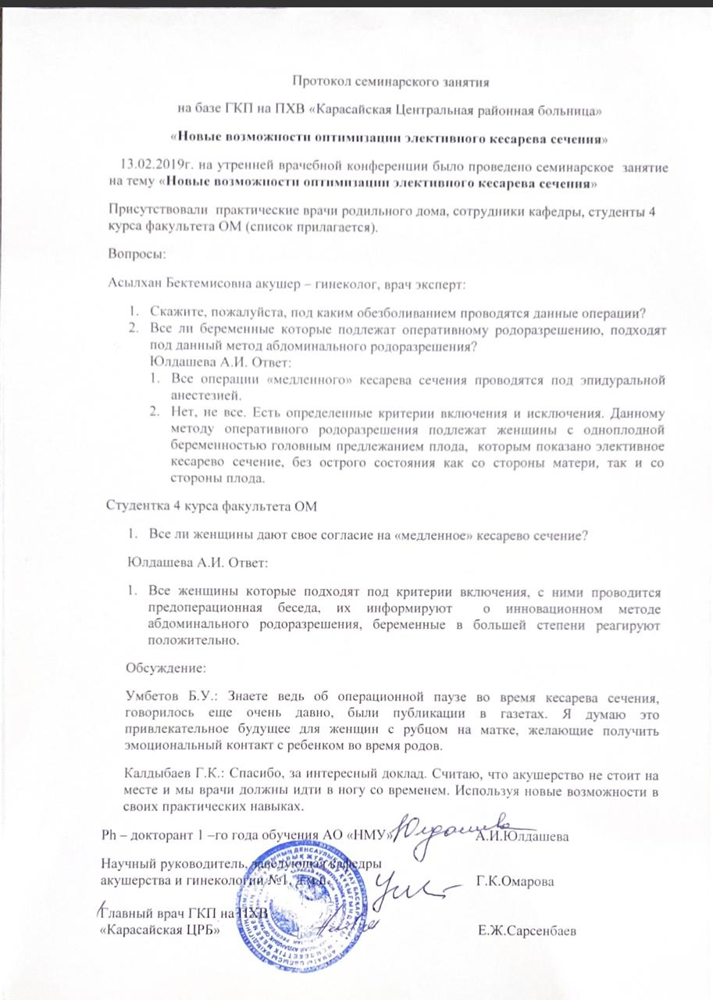 Протокол семинарского занятия
на базе ГКП на ПХВ «Карасайская Центральная районная больница»
«Новые возможности оптимизации элективного кесарева сечения»
13.02.2019г. на утренней врачебной конференции было проведено семинарское занятие
на тему «Новые возможности оптимизации элективного кесарева сечения»
Присутствовали практические врачи родильного дома, сотрудники кафедры, студенты 4
курса факультета ОМ (список прилагается).
Вопросы:
Асылхан Бектемисовна акушер – гинеколог, врач эксперт:
1. Скажите, пожалуйста, под каким обезболиванием проводятся данные операции?
2. Все ли беременные которые подлежат оперативному родоразрешению, подходят
под данный метод абдоминального родоразрешения?
Юлдашева А.И. Ответ:
1. Все операции «медленного» кесарева сечения проводятся под эпидуральной
анестезией.
2. Нет, не все. Есть определенные критерии включения и исключения. Данному
методу оперативного родоразрешения подлежат женщины с одноплодной
беременностью головным предлежанием плода, которым показано элективное
кесарево сечение, без острого состояния как со стороны матери, так и со
стороны плода.
Студентка 4 курса факультета ОМ
1. Все ли женщины дают свое согласие на «медленное» кесарево сечение?
Юлдашева А.И. Ответ:
1. Все женщины которые подходят под критерии включения, с ними проводится
предоперационная беседа, их информируют о инновационном методе
абдоминального родоразрешения, беременные в большей степени реагируют
положительно.
Обсуждение:
Умбетов Б.У.: Знаете ведь об операционной паузе во время кесарева сечения,
говорилось еще очень давно, были публикации в газетах. Я думаю это
привлекательное будущее для женщин с рубцом на матке, желающие получить
эмоциональный контакт с ребенком во время родов.
Калдыбаев Г.К.: Спасибо, за интересный доклад. Считаю, что акушерство не стоит на
месте и мы врачи должны идти в ногу со временем. Используя новые возможности в
своих практических навыках.
Ph – докторант 1 –го года обучения АО «НМУ» Юлдашева А.И.Юлдашева
Научный руководитель, заведующая кафедры
акушерства и гинекологии №1, д.м.н. Г.К.Омарова
Главный врач ГКП на ПХВ
«Карасайская ЦРБ» Е.Ж.Сарсенбаев